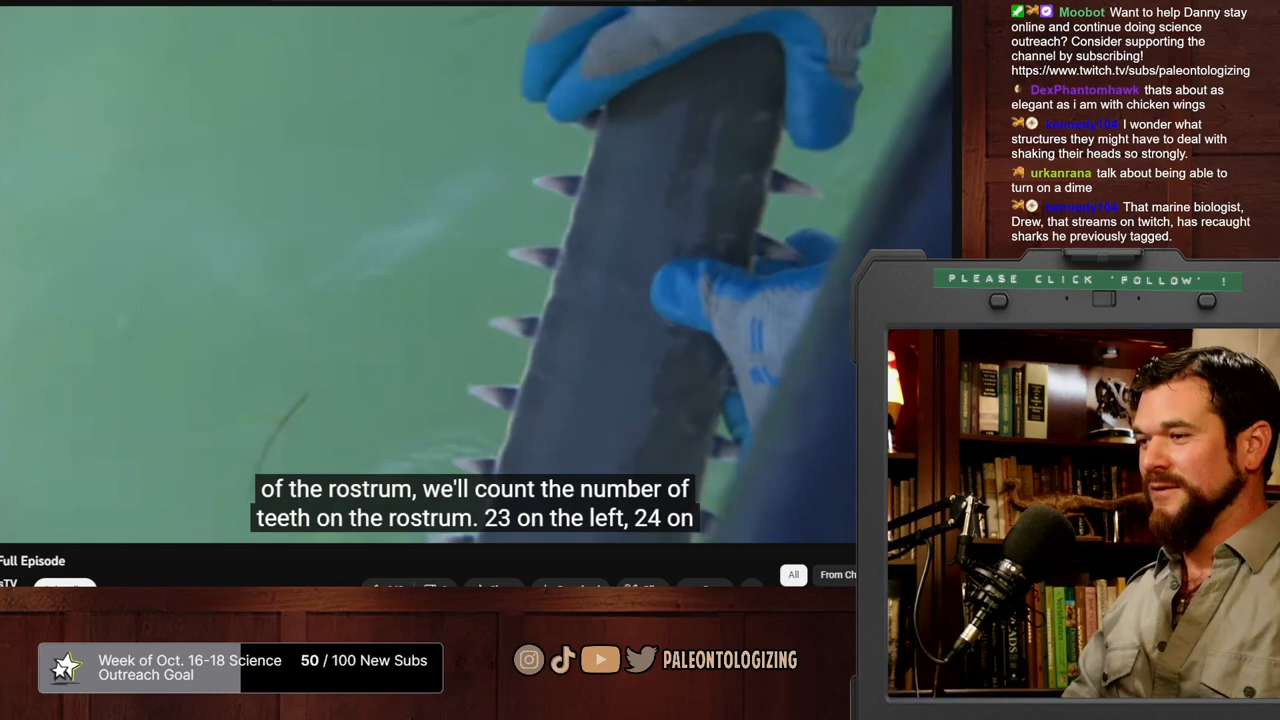 Moobot Want to help Danny stay
online and continue doing science
outreach? Consider supporting the
channel by subscribing!
https://www.twitch.tv/subs/paleontologizing
DexPhantomhawk thats about as
elegant as i am with chicken wings
kennedy104 I wonder what
structures they might have to deal with
shaking their heads so strongly.
urkanrana talk about being able to
turn on a dime
kennedy104 That marine biologist,
Drew, that streams on twitch, has recaught
sharks he previously tagged.
PLEASE CLICK "FOLLOW" !
of the rostrum, we'll count the number of
teeth on the rostrum. 23 on the left, 24 on
Full Episode
sTV
All
From Ch
Week of Oct. 16-18 Science
Outreach Goal
50 / 100 New Subs
PALEONTOLOGIZING